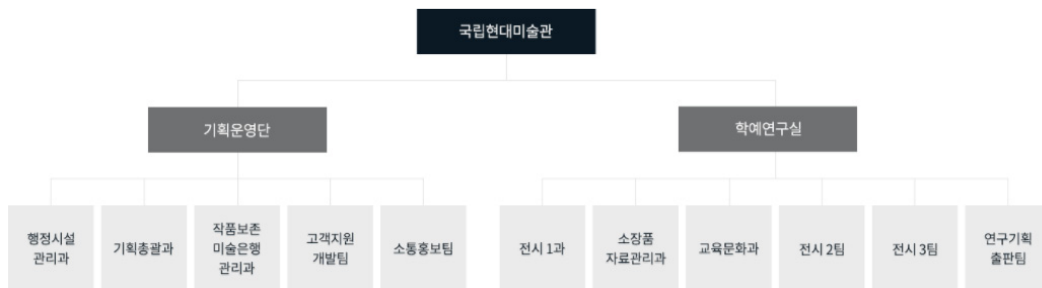 국립현대미술관
기획운영단
학예연구실
행정시설
관리과
기획총괄과
작품보존
미술은행
관리과
고객지원
개발팀
소통홍보팀
전시 1과
소장품
자료관리과
교육문화과
전시 2팀
전시 3팀
연구기획
출판팀